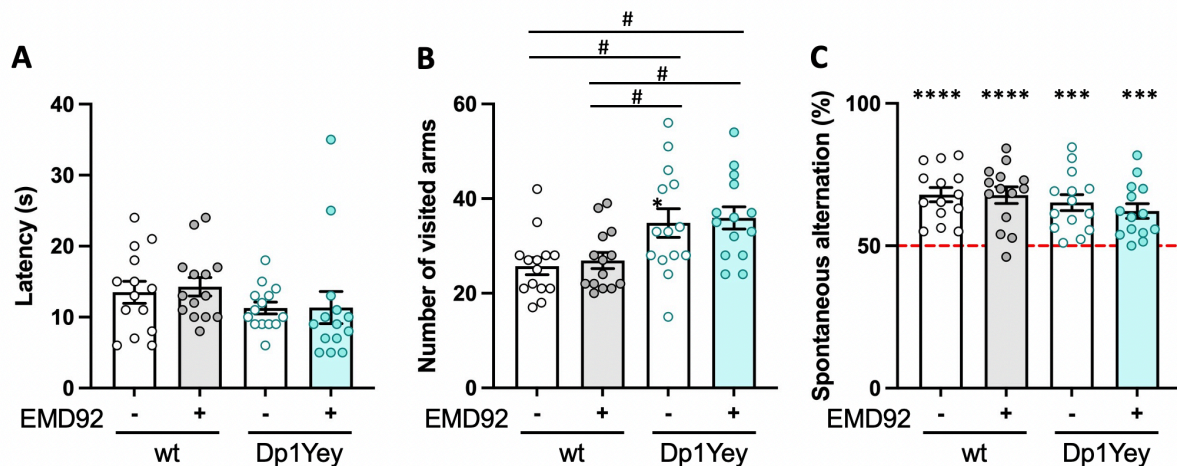 A
Latency (s)
40
30
20
10
0
EMD92 - + - +
wt Dp1Yey
B
#
#
#
#
Number of visited arms
60
40
20
0
*
EMD92 - + - +
wt Dp1Yey
C
Spontaneous alternation (%)
**** **** *** ***
100
50
0
EMD92 - + - +
wt Dp1Yey